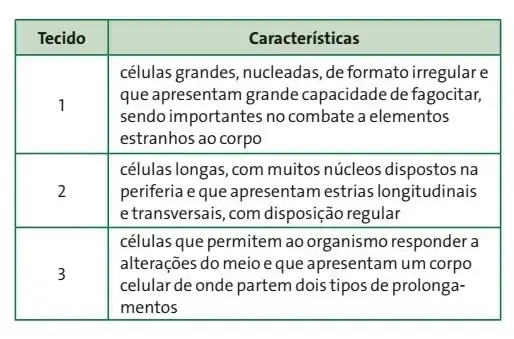 Tecido Características
1
células grandes, nucleadas, de formato irregular e
que apresentam grande capacidade de fagocitar,
sendo importantes no combate a elementos
estranhos ao corpo
2
células longas, com muitos núcleos dispostos na
periferia e que apresentam estrias longitudinais
e transversais, com disposição regular
3
células que permitem ao organismo responder a
alterações do meio e que apresentam um corpo
celular de onde partem dois tipos de prolonga-
mentos